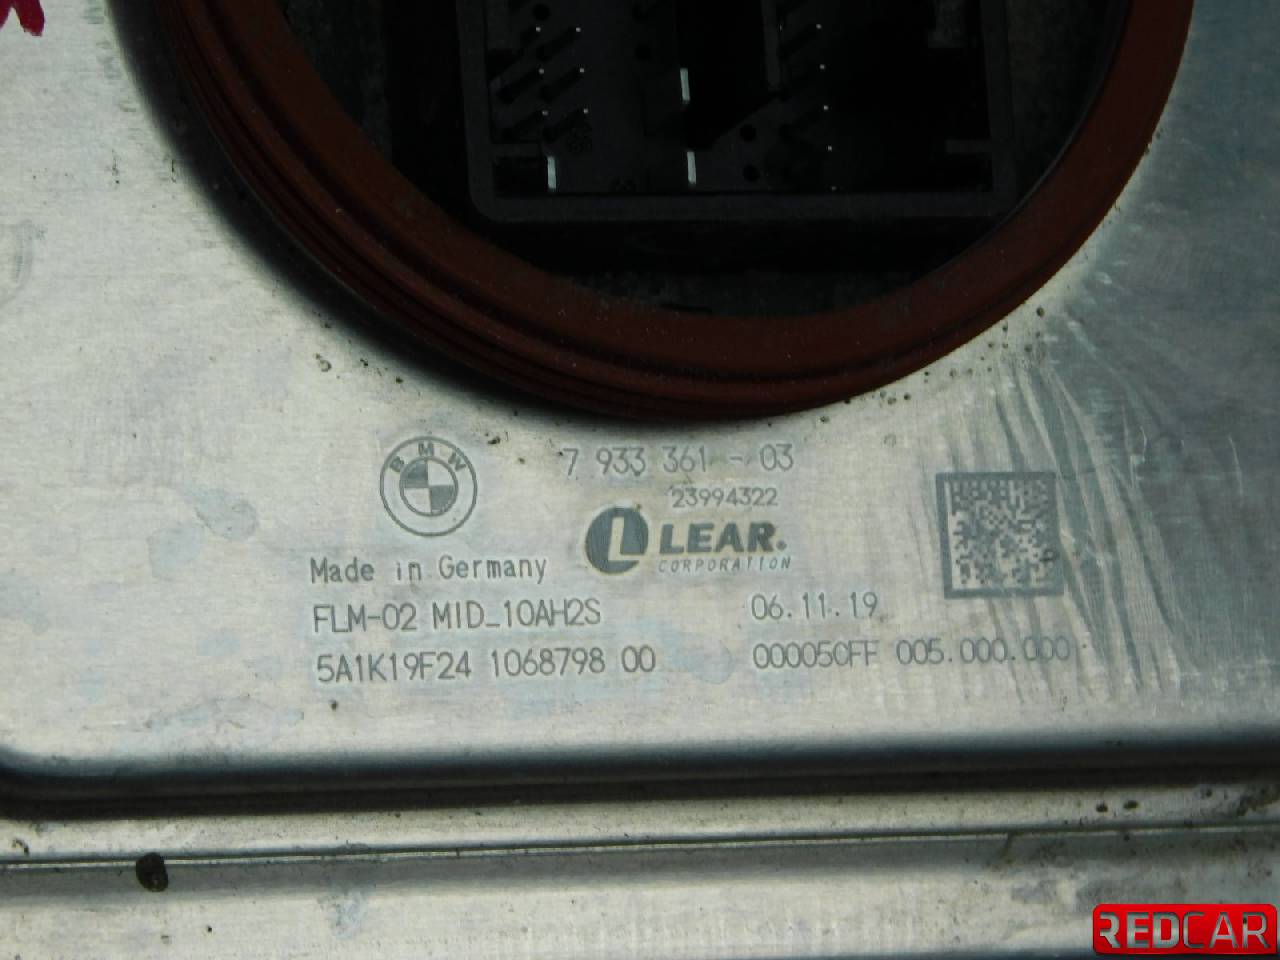 BMW
7 933 361 - 03
23994322
L LEAR.
CORPORATION
Made in Germany
FLM-02 MID_10AH2S
06.11.19
5A1K19F24 1068798 00
000050FF 005.000.000
REDCAR